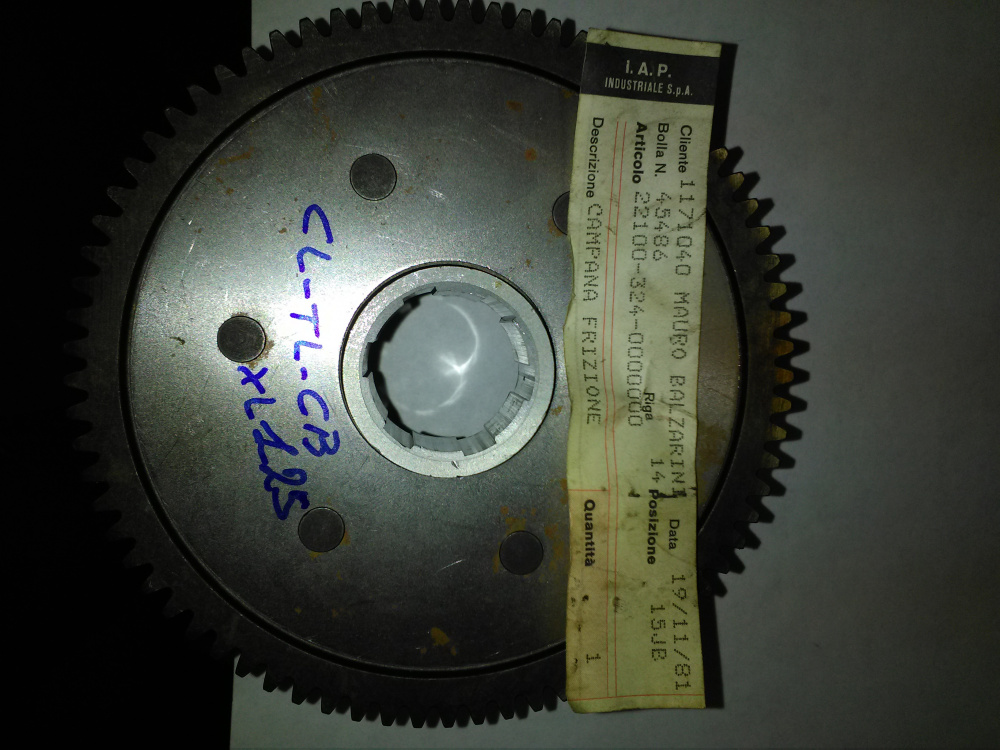 I.A.P.
INDUSTRIALE S.p.A.
Cliente 1171040 MAURO BALZARINI Data 19/11/81
Bolla N. 45486 Riga 14 Posizione 15JB
Articolo 22100-324-0000000
Descrizione CAMPANA FRIZIONE Quantità 1
CL-TL-CB
XL125